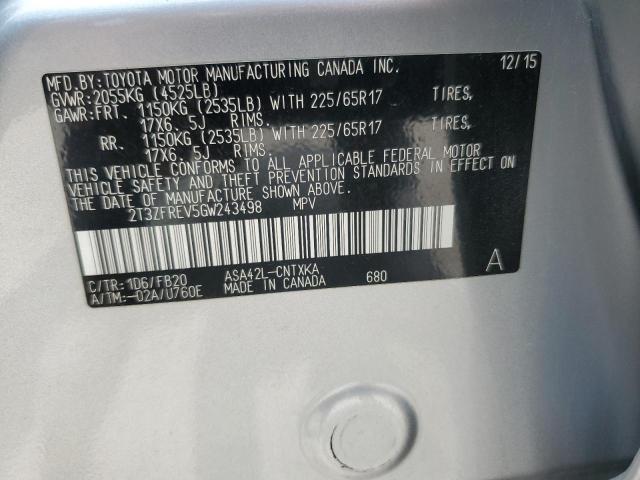 MFD.BY:TOYOTA MOTOR MANUFACTURING CANADA INC. 12/15
GVWR:2055KG (4525LB)
GAWR:FRT. 1150KG (2535LB) WITH 225/65R17 TIRES,
17X6. 5J RIMS.
RR. 1150KG (2535LB) WITH 225/65R17 TIRES,
17X6. 5J RIMS.
THIS VEHICLE CONFORMS TO ALL APPLICABLE FEDERAL MOTOR
VEHICLE SAFETY AND THEFT PREVENTION STANDARDS IN EFFECT ON
THE DATE OF MANUFACTURE SHOWN ABOVE.
2T3ZFREV5GW243498 MPV
C/TR:1D6/FB20 ASA42L-CNTXKA 680 A
A/TM:-02A/U760E MADE IN CANADA